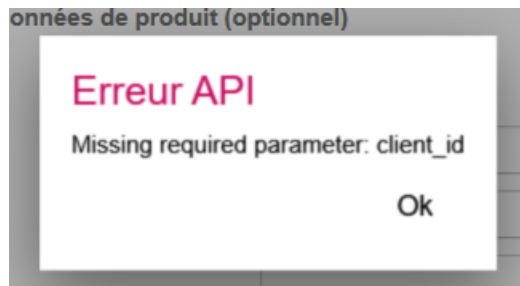 onnées de produit (optionnel)
Erreur API
Missing required parameter: client_id
Ok